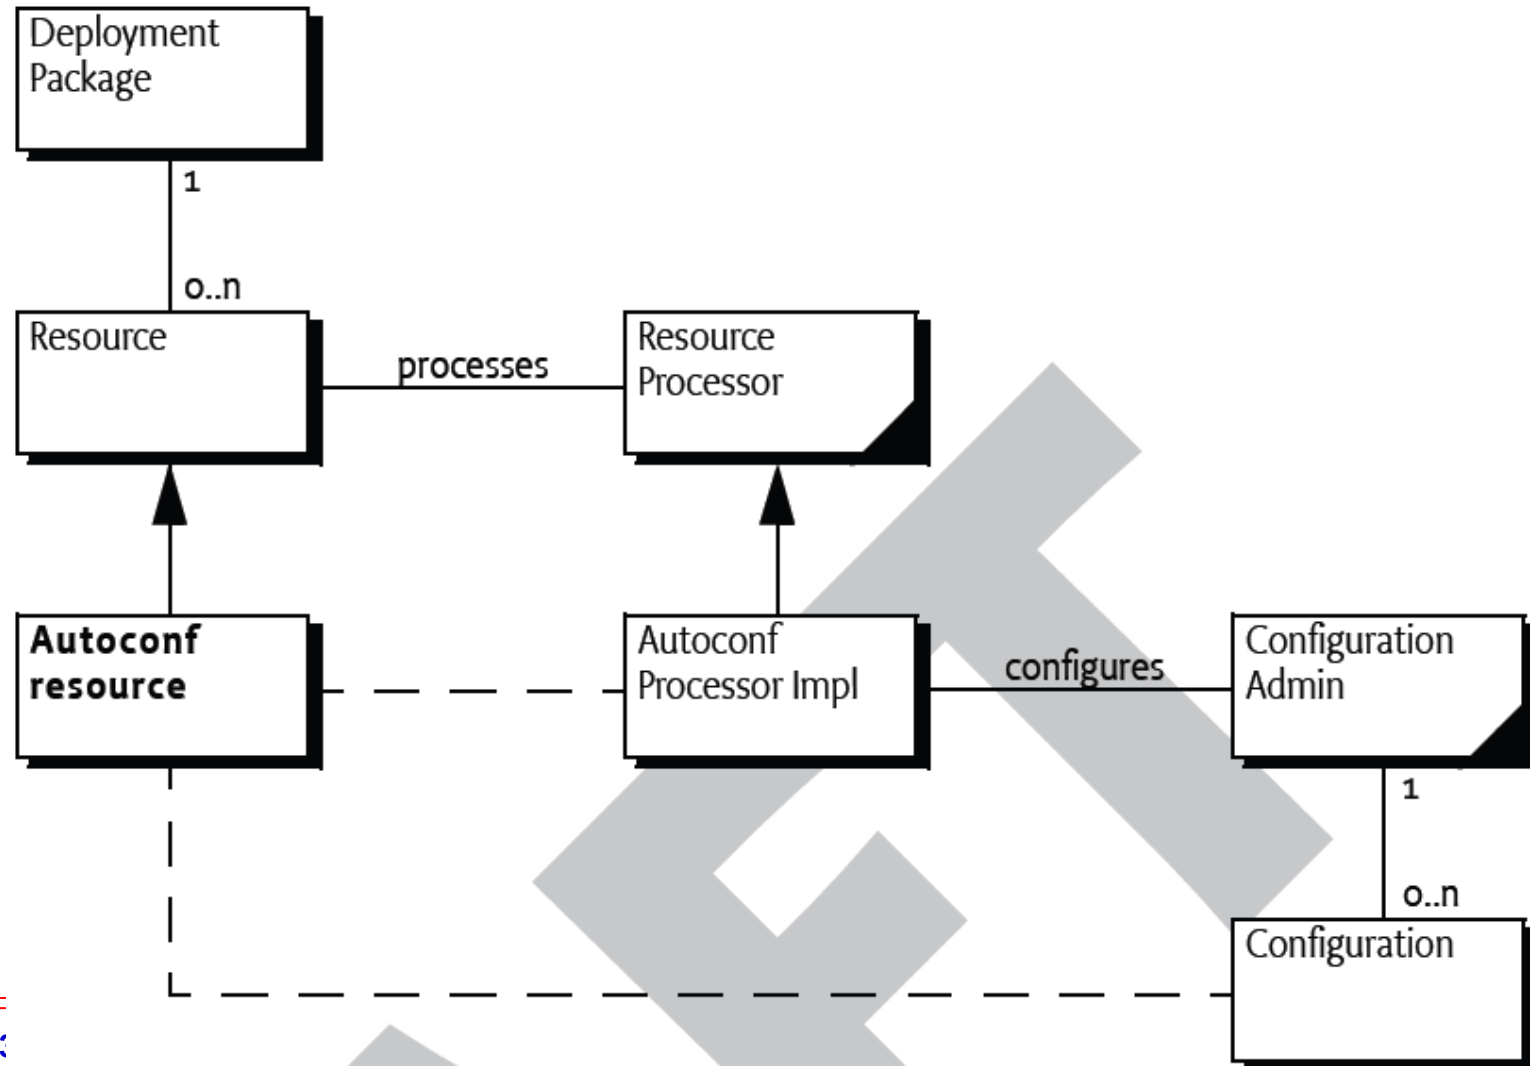 Deployment
Package
1
0..n
Resource
processes
Resource
Processor
Autoconf
resource
Autoconf
Processor Impl
configures
Configuration
Admin
1
0..n
Configuration